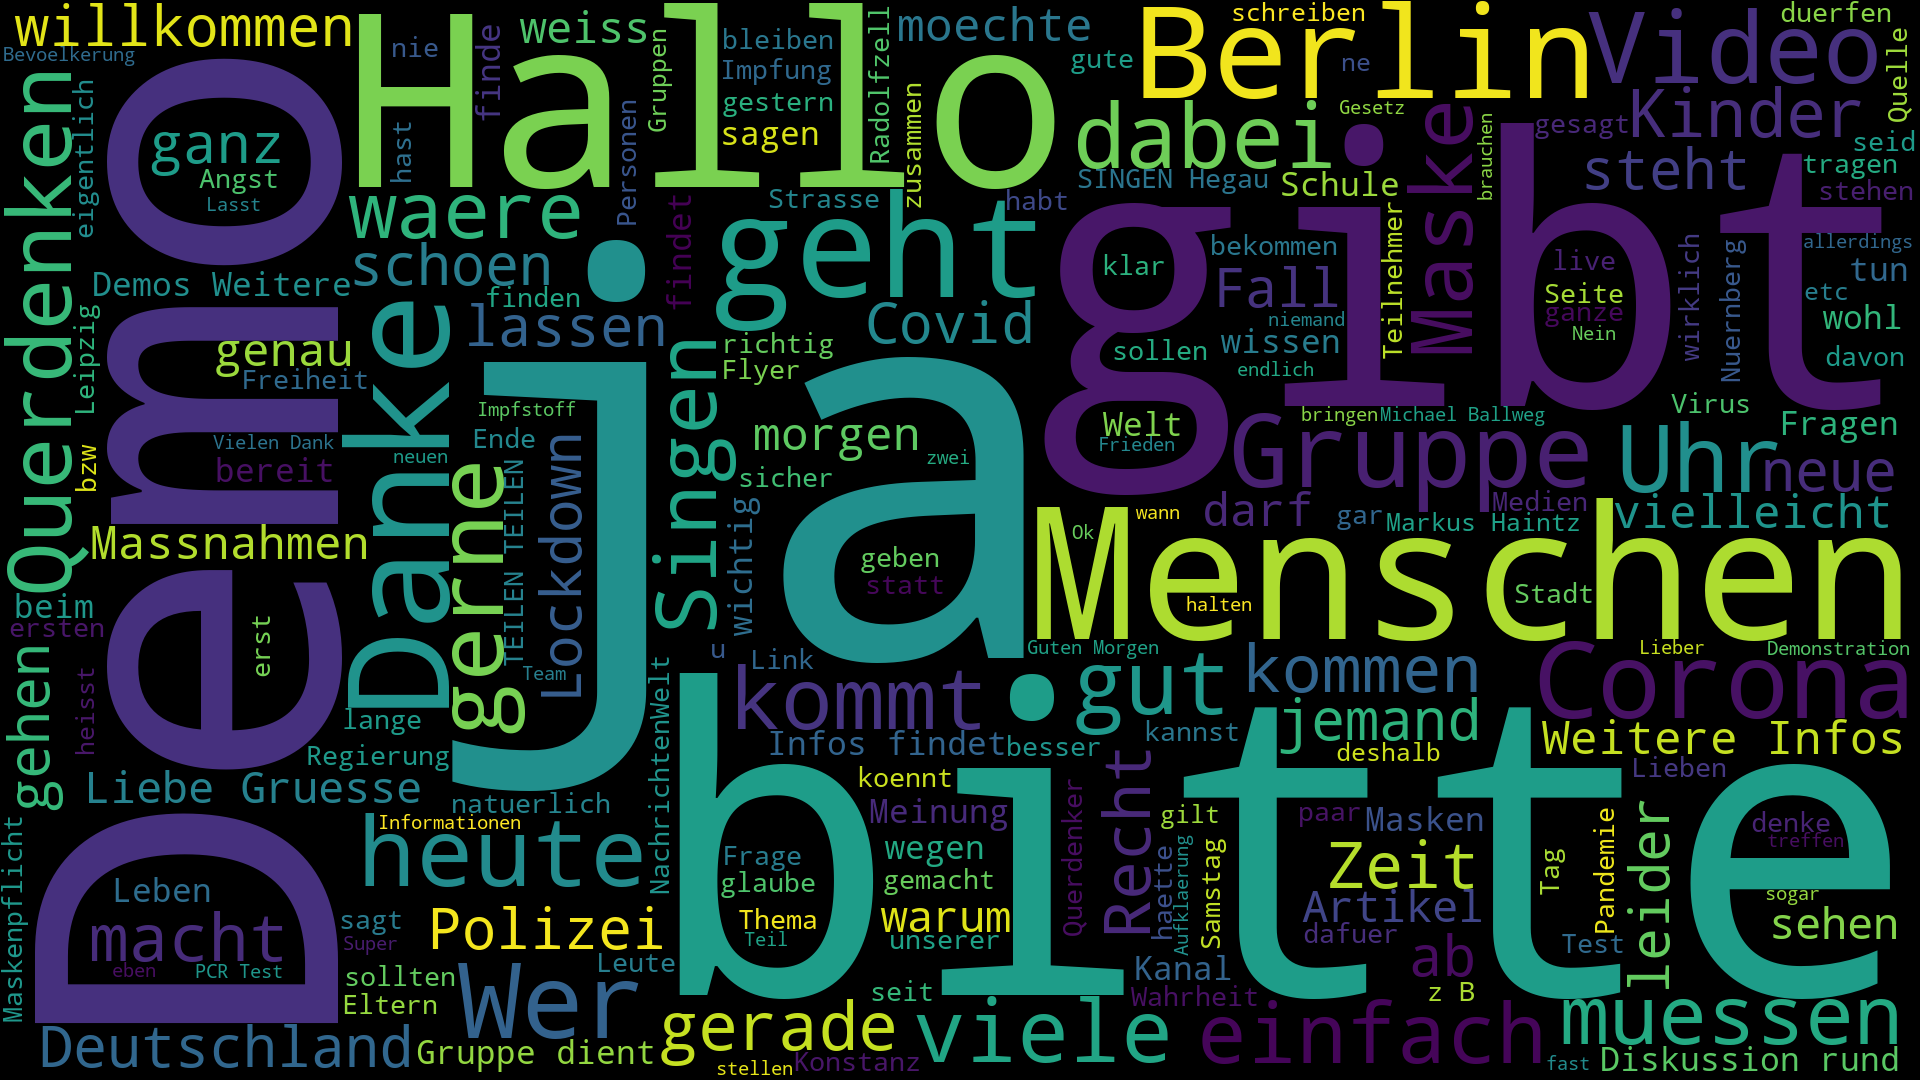 willkommen
Hallo
weiss
bleiben
moechte
Berlin
schreiben
Video
duerfen
Bevoelkerung
nie
finde
Gruppen
Impfung
Radolfzell
gute
ne
Quelle
Querdenken
eigentlich
Demo
ganz
Angst
Lasst
hast
Personen
gestern
sagen
zusammen
dabei
Gesetz
brauchen
Kinder
gesagt
seid
steht
tragen
stehen
waere
Strasse
habt
SINGEN Hegau
Schule
Maske
gibt
schoen
findet
geht
klar
bekommen
Teilnehmer
live
wirklich
Nuernberg
allerdings
tun
Demos Weitere
finden
Fall
Seite
ganze
Nein
etc
wohl
Leipzig
genau
Freiheit
Danke
lassen
ja
Singen
richtig
Flyer
Covid
sollen
wissen
niemand
endlich
davon
Virus
Fragen
bzw
Vielen Dank
bereit
Impfstoff
Ende
neuen
Lockdown
morgen
sicher
zwei
Welt
Frieden
bringen
Michael Ballweg
Gruppe
Uhr
neue
Massnahmen
gerne
TEILEN TEILEN
wichtig
geben
statt
Menschen
Ok
wann
darf
gar
Medien
Markus Haintz
vielleicht
beim
ersten
erst
halten
Stadt
gehen
heisst
lange
Regierung
Team
u
Link
Guten Morgen
Lieber
Demonstration
NachrichtenWelt
kommt
gut
kommen
Corona
Infos findet
besser
kannst
jemand
deshalb
Weitere Infos
Liebe Gruesse
natuerlich
bitte
koennt
Recht
Lieben
Maskenpflicht
Informationen
heute
Meinung
Querdenker
gilt
paar
Masken
Pandemie
denke
treffen
Leben
macht
eben
PCR Test
sagt
Super
Polizei
Frage
glaube
Thema
Teil
wegen
gemacht
warum
unserer
haette
Aufklaerung
Samstag
Zeit
Artikel
dafuer
Tag
Test
leider
sogar
sehen
sollten
Eltern
Wer
Leute
seit
Kanal
Wahrheit
ab
z B
Deutschland
Gruppe dient
gerade
stellen
Konstanz
viele
einfach
muessen
fast
Diskussion rund